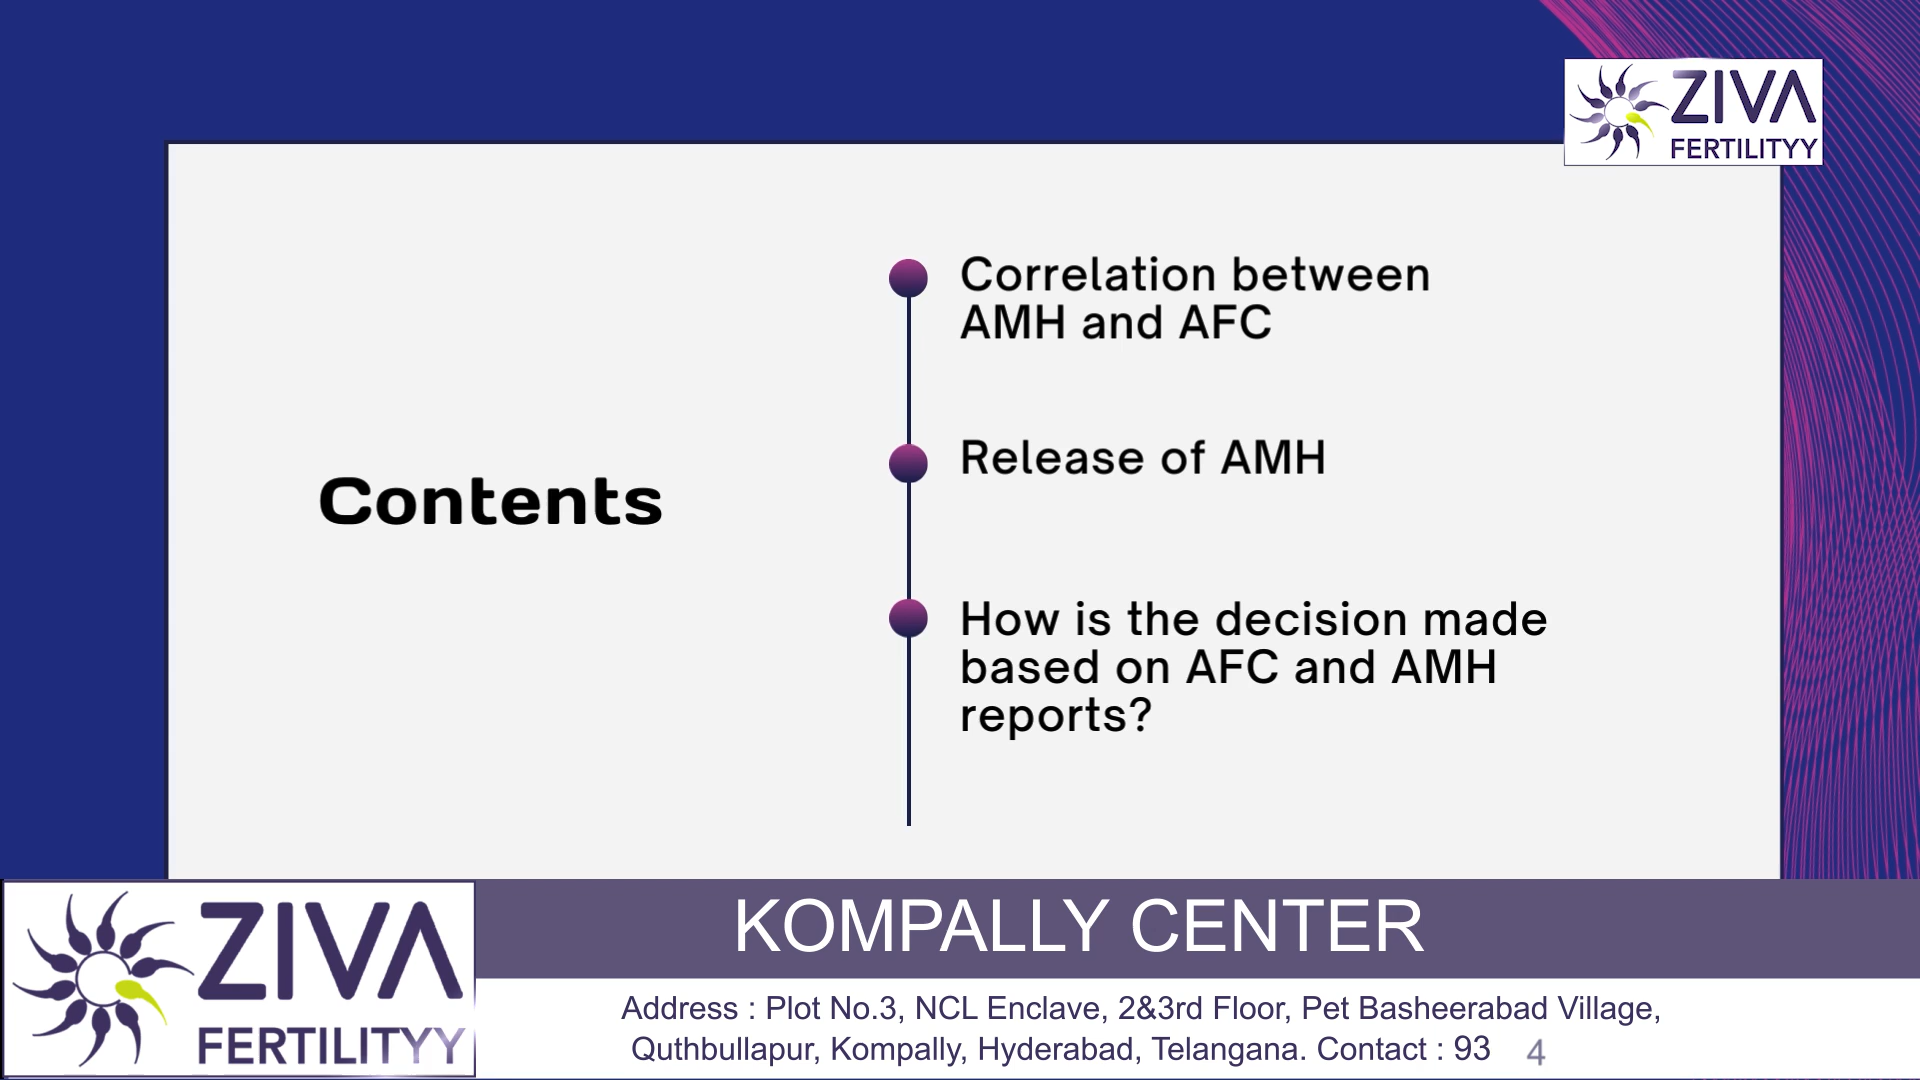 ZIVA
FERTILITYY
Correlation between
AMH and AFC
Release of AMH
Contents
How is the decision made
based on AFC and AMH
reports?
ZIVA
FERTILITYY
KOMPALLY CENTER
Address : Plot No.3, NCL Enclave, 2&3rd Floor, Pet Basheerabad Village,
Quthbullapur, Kompally, Hyderabad, Telangana. Contact : 93 4